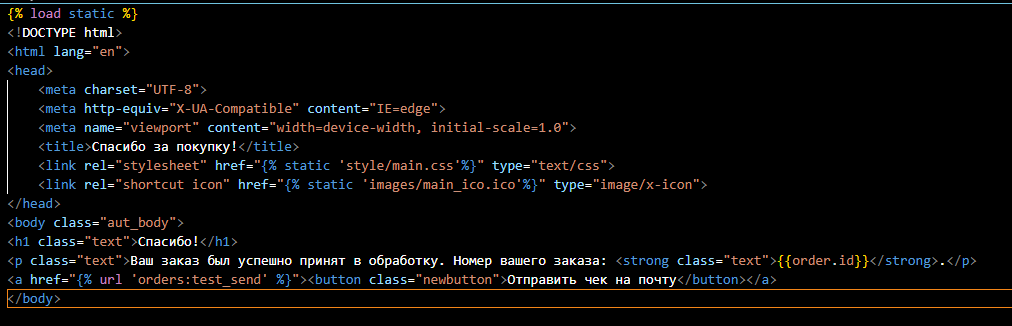 {% load static %}
<!DOCTYPE html>
<html lang="en">
<head>
    <meta charset="UTF-8">
    <meta http-equiv="X-UA-Compatible" content="IE=edge">
    <meta name="viewport" content="width=device-width, initial-scale=1.0">
    <title>Спасибо за покупку!</title>
    <link rel="stylesheet" href="{% static 'style/main.css'%}" type="text/css">
    <link rel="shortcut icon" href="{% static 'images/main_ico.ico'%}" type="image/x-icon">
</head>
<body class="aut_body">
<h1 class="text">Спасибо!</h1>
<p class="text">Ваш заказ был успешно принят в обработку. Номер вашего заказа: <strong class="text">{{order.id}}</strong>.</p>
<a href="{% url 'orders:test_send' %}"><button class="newbutton">Отправить чек на почту</button></a>
</body>